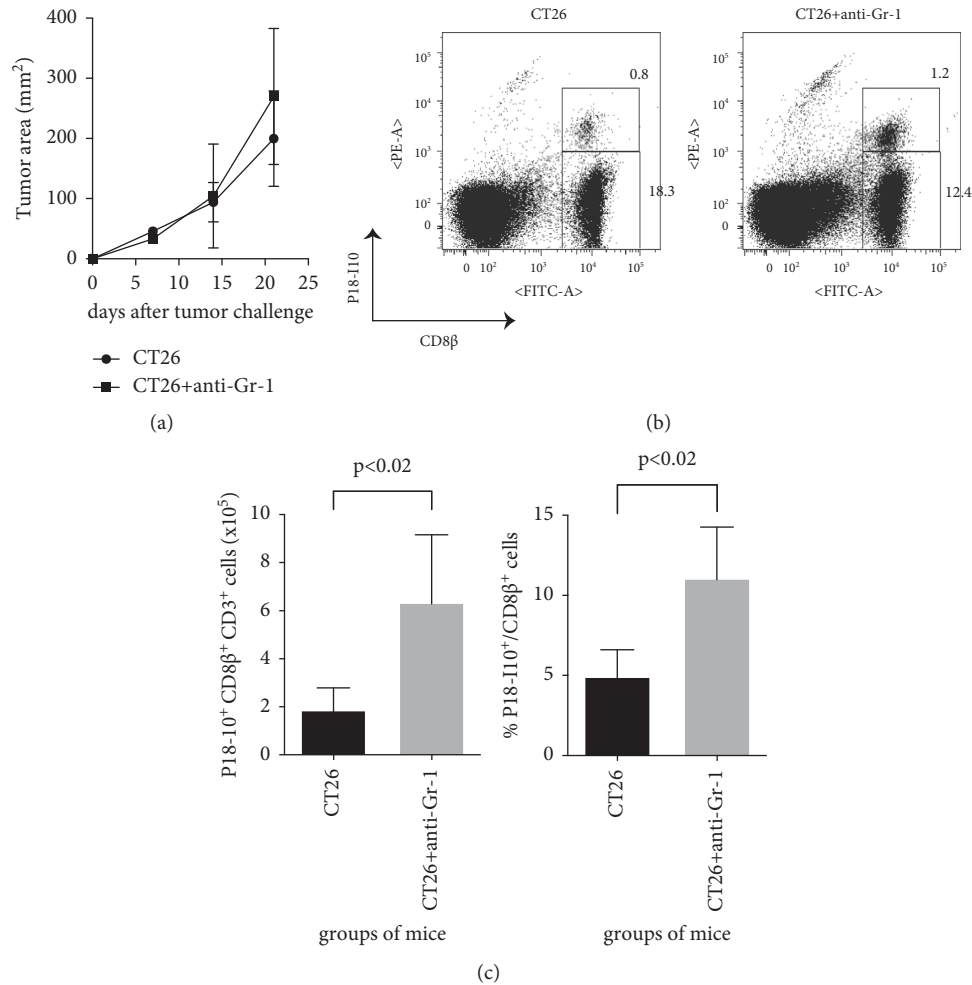 400
300
200
100
0
Tumor area (mm²)
0 5 10 15 20 25
days after tumor challenge
CT26
CT26+anti-Gr-1
(a)
CT26
10⁵
10⁴
10³
10²
0
<PE-A>
0.8
18.3
0 10² 10³ 10⁴ 10⁵
<FITC-A>
P18-I10
CD8β
CT26+anti-Gr-1
10⁵
10⁴
10³
10²
0
<PE-A>
1.2
12.4
0 10² 10³ 10⁴ 10⁵
<FITC-A>
(b)
p<0.02
10
8
6
4
2
0
P18-10⁺ CD8β⁺ CD3⁺ cells (x10⁵)
CT26
CT26+anti-Gr-1
groups of mice
p<0.02
15
10
5
0
% P18-I10⁺/CD8β⁺ cells
CT26
CT26+anti-Gr-1
groups of mice
(c)